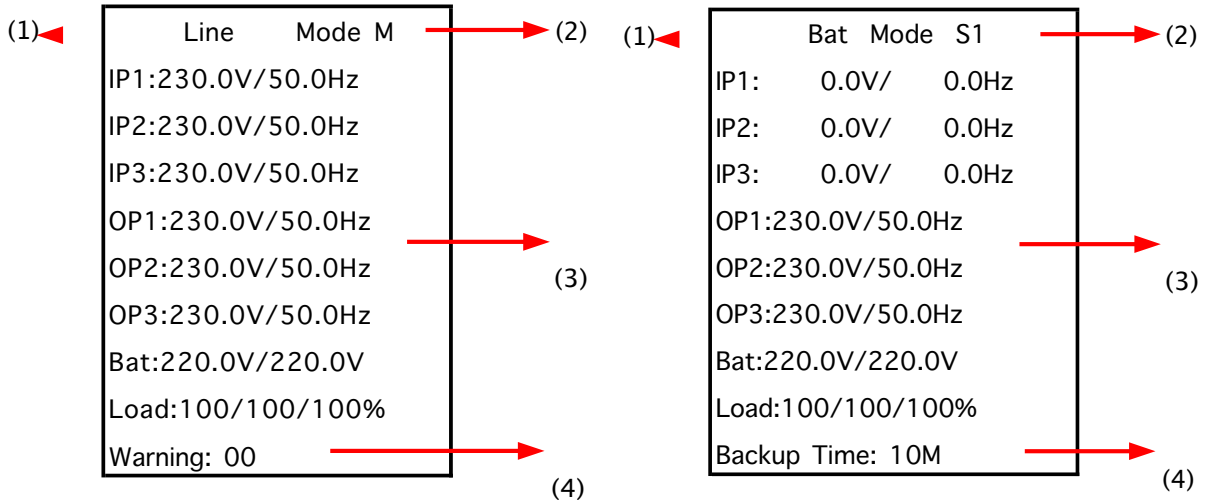 (1) Line Mode M (2)
IP1:230.0V/50.0Hz
IP2:230.0V/50.0Hz
IP3:230.0V/50.0Hz
OP1:230.0V/50.0Hz
OP2:230.0V/50.0Hz
(3)
OP3:230.0V/50.0Hz
Bat:220.0V/220.0V
Load:100/100/100%
Warning: 00
(4)
(1) Bat Mode S1 (2)
IP1: 0.0V/ 0.0Hz
IP2: 0.0V/ 0.0Hz
IP3: 0.0V/ 0.0Hz
OP1:230.0V/50.0Hz
OP2:230.0V/50.0Hz
(3)
OP3:230.0V/50.0Hz
Bat:220.0V/220.0V
Load:100/100/100%
Backup Time: 10M
(4)